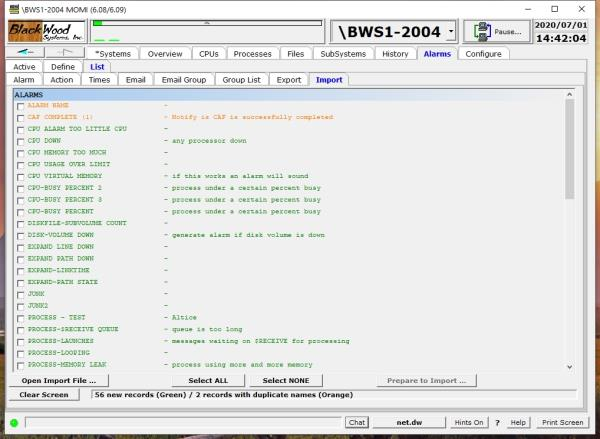 \BWS1-2004 MOMI (6.08/6.09)
BlackWood
Systems, Inc.
\BWS1-2004
Pause...
2020/07/01
14:42:04
*Systems Overview CPUs Processes Files SubSystems History Alarms Configure
Active Define List
Alarm Action Times Email Email Group Group List Export Import
ALARMS
ALARM NAME -
CAF COMPLETE (1) - Notify is CAF is successfully completed
CPU ALARM TOO LITTLE CPU -
CPU DOWN - any processor down
CPU MEMORY TOO MUCH -
CPU USAGE OVER LIMIT -
CPU VIRTUAL MEMORY - if this works an alarm will sound
CPU-BUSY PERCENT 2 - process under a certain percent busy
CPU-BUSY PERCENT 3 - process under a certain percent busy
CPU-BUSY PERCENT - process under a certain percent busy
DISKFILE-SUBVOLUME COUNT -
DISK-VOLUME DOWN - generate alarm if disk volume is down
EXPAND LINE DOWN -
EXPAND PATH DOWN -
EXPAND-LINKTIME -
EXPAND-PATH STATE -
JUNK -
JUNK2 -
PROCESS - TEST - Altice
PROCESS-$RECEIVE QUEUE - queue is too long
PROCESS-LAUNCHES - messages waiting on $RECEIVE for processing
PROCESS-LOOPING -
PROCESS-MEMORY LEAK - process using more and more memory
Open Import File ... Select ALL Select NONE Prepare to Import ...
Clear Screen 56 new records (Green) / 2 records with duplicate names (Orange)
Chat net.dw Hints On ? Help Print Screen